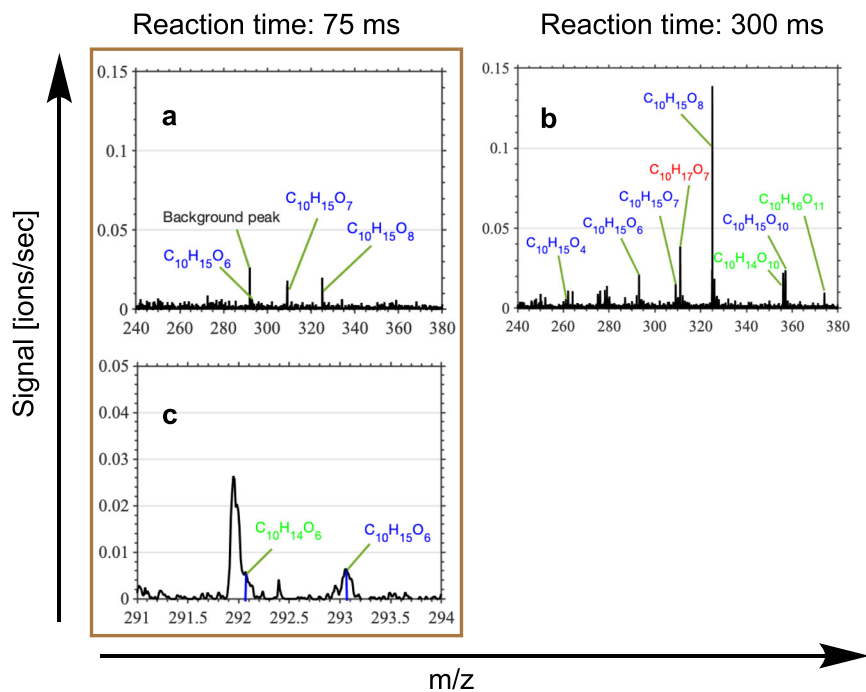 Reaction time: 75 ms
Reaction time: 300 ms
Signal [ions/sec]
0.15
0.1
0.05
0
a
Background peak
C10H15O6
C10H15O7
C10H15O8
240 260 280 300 320 340 360 380
0.15
0.1
0.05
0
b
C10H15O8
C10H17O7
C10H15O7
C10H15O6
C10H15O4
C10H16O11
C10H15O10
C10H14O10
240 260 280 300 320 340 360 380
0.05
0.04
0.03
0.02
0.01
0
c
C10H14O6
C10H15O6
291 291.5 292 292.5 293 293.5 294
m/z